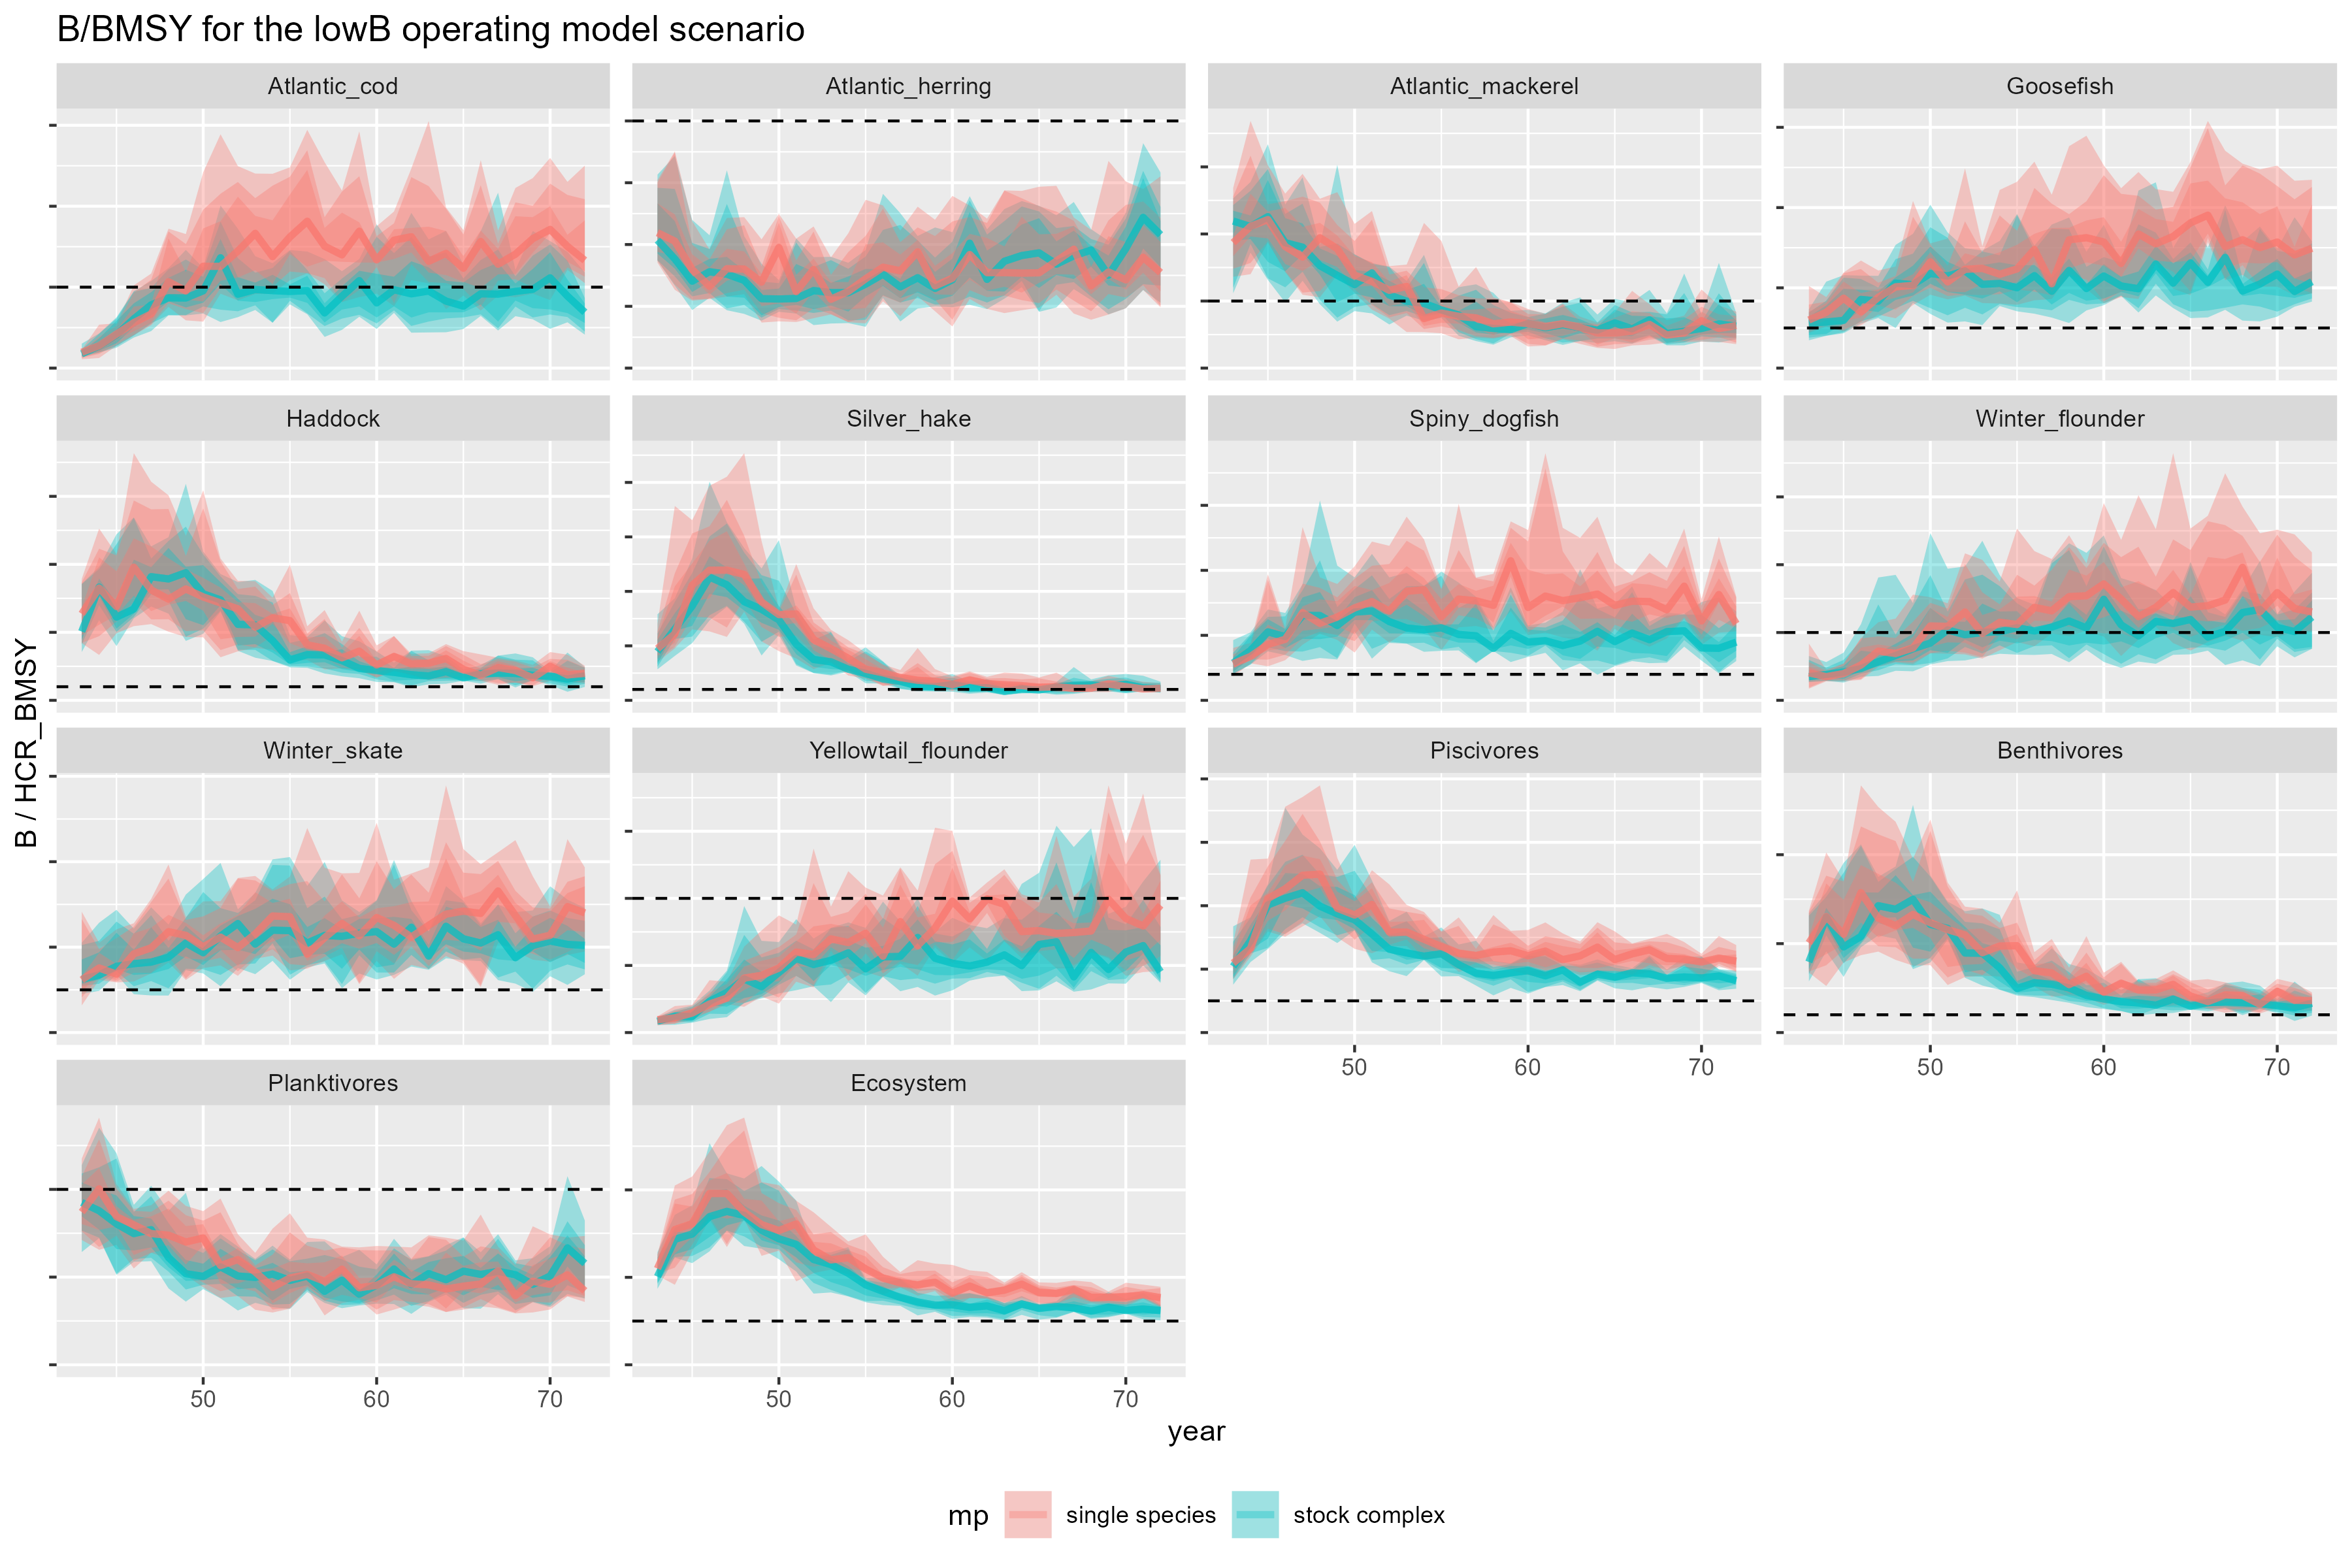 B/BMSY for the lowB operating model scenario
Atlantic_cod
Atlantic_herring
Atlantic_mackerel
Goosefish
Haddock
Silver_hake
Spiny_dogfish
Winter_flounder
Winter_skate
Yellowtail_flounder
Piscivores
Benthivores
50 60 70
50 60 70
Planktivores
Ecosystem
50 60 70
50 60 70
B / HCR_BMSY
year
mp single species stock complex